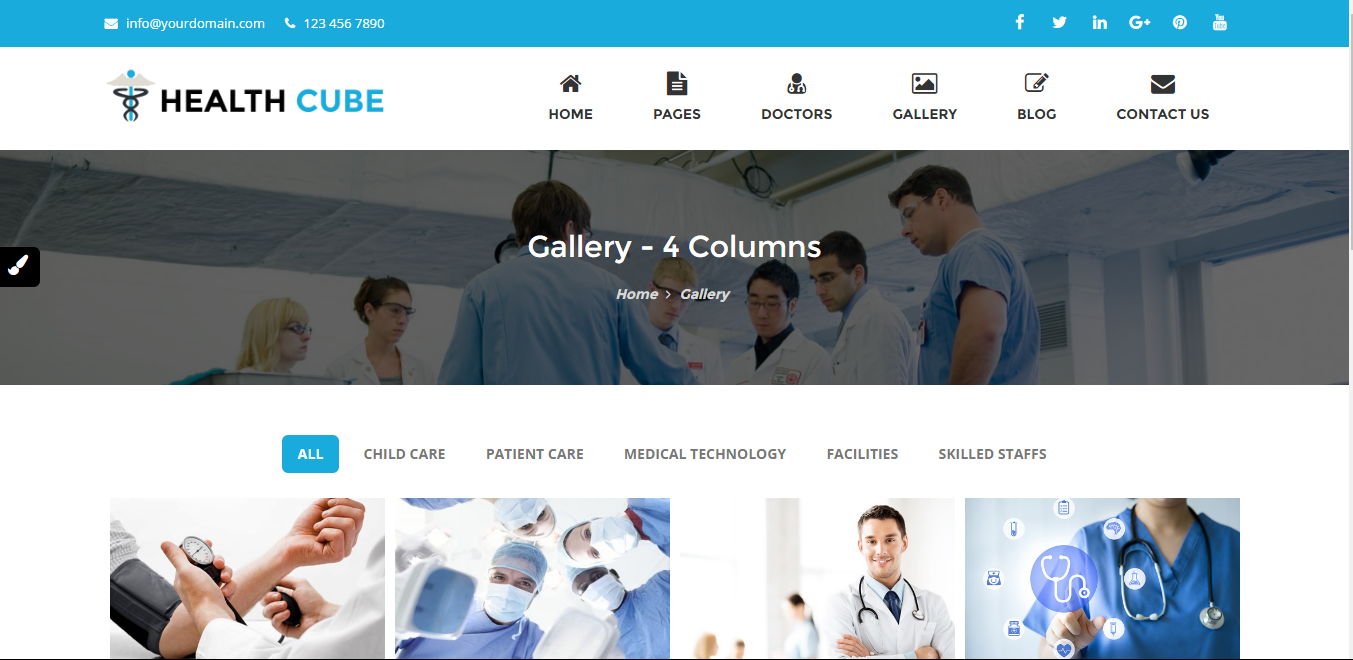 info@yourdomain.com 123 456 7890
HEALTH CUBE
HOME PAGES DOCTORS GALLERY BLOG CONTACT US
Gallery - 4 Columns
Home > Gallery
ALL CHILD CARE PATIENT CARE MEDICAL TECHNOLOGY FACILITIES SKILLED STAFFS